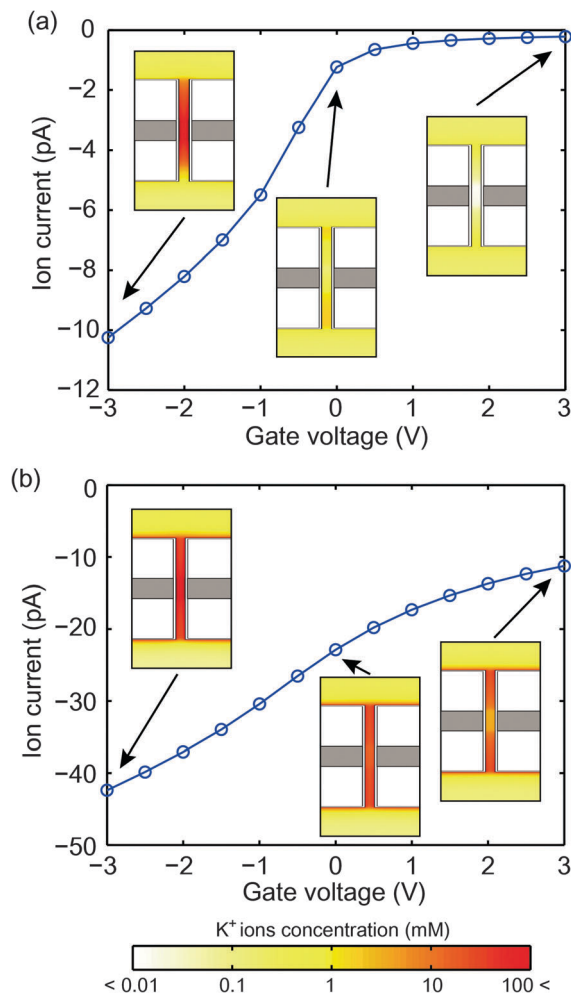 (a)
0
−2
−4
−6
−8
−10
−12
Ion current (pA)
−3 −2 −1 0 1 2 3
Gate voltage (V)
(b)
0
−10
−20
−30
−40
−50
Ion current (pA)
−3 −2 −1 0 1 2 3
Gate voltage (V)
K⁺ ions concentration (mM)
< 0.01 0.1 1 10 100 <